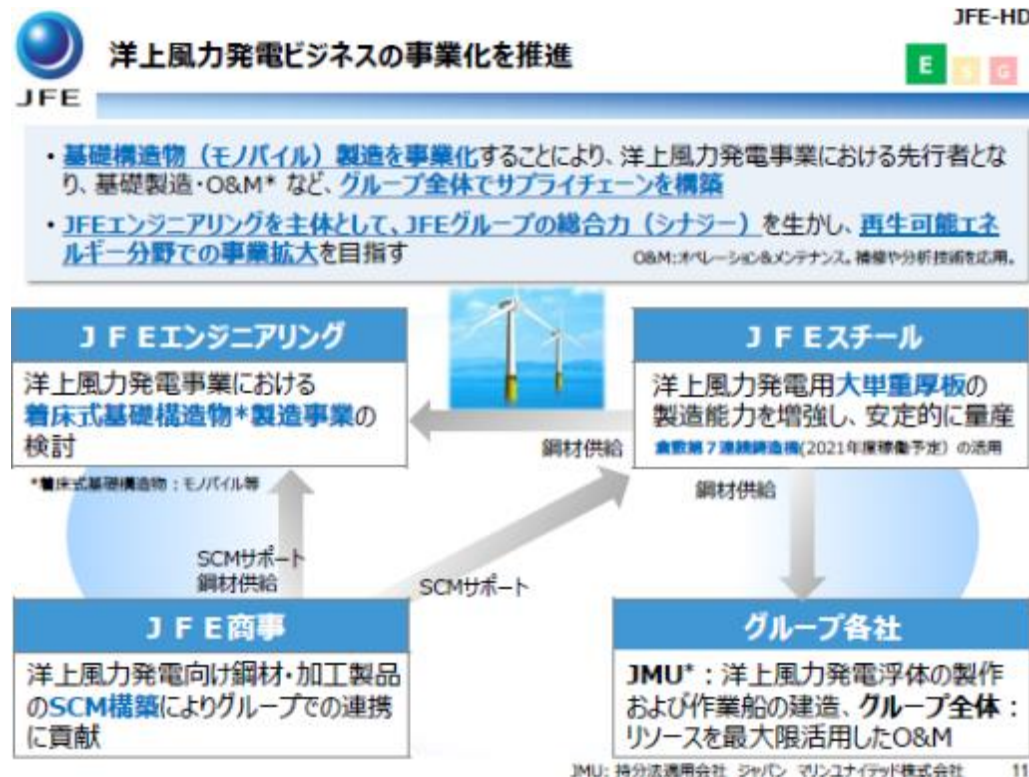 JFE-HD
洋上風力発電ビジネスの事業化を推進
E S G
JFE
・基礎構造物（モノパイル）製造を事業化することにより、洋上風力発電事業における先行者とな
り、基礎製造・O&M* など、グループ全体でサプライチェーンを構築
・JFEエンジニアリングを主体として、JFEグループの総合力（シナジー）を生かし、再生可能エネ
ルギー分野での事業拡大を目指す
O&M:オペレーション&メンテナンス。補修や分析技術を応用。
ＪＦＥエンジニアリング
洋上風力発電事業における
着床式基礎構造物*製造事業の
検討
*着床式基礎構造物：モノパイル等
ＪＦＥスチール
洋上風力発電用大単重厚板の
製造能力を増強し、安定的に量産
倉敷第７連続鋳造機(2021年度稼働予定）の活用
鋼材供給
鋼材供給
SCMサポート
鋼材供給
SCMサポート
ＪＦＥ商事
洋上風力発電向け鋼材・加工製品
のSCM構築によりグループでの連携
に貢献
グループ各社
JMU*：洋上風力発電浮体の製作
および作業船の建造、グループ全体：
リソースを最大限活用したO&M
JMU: 持分法適用会社 ジャパン マリンユナイテッド株式会社
11